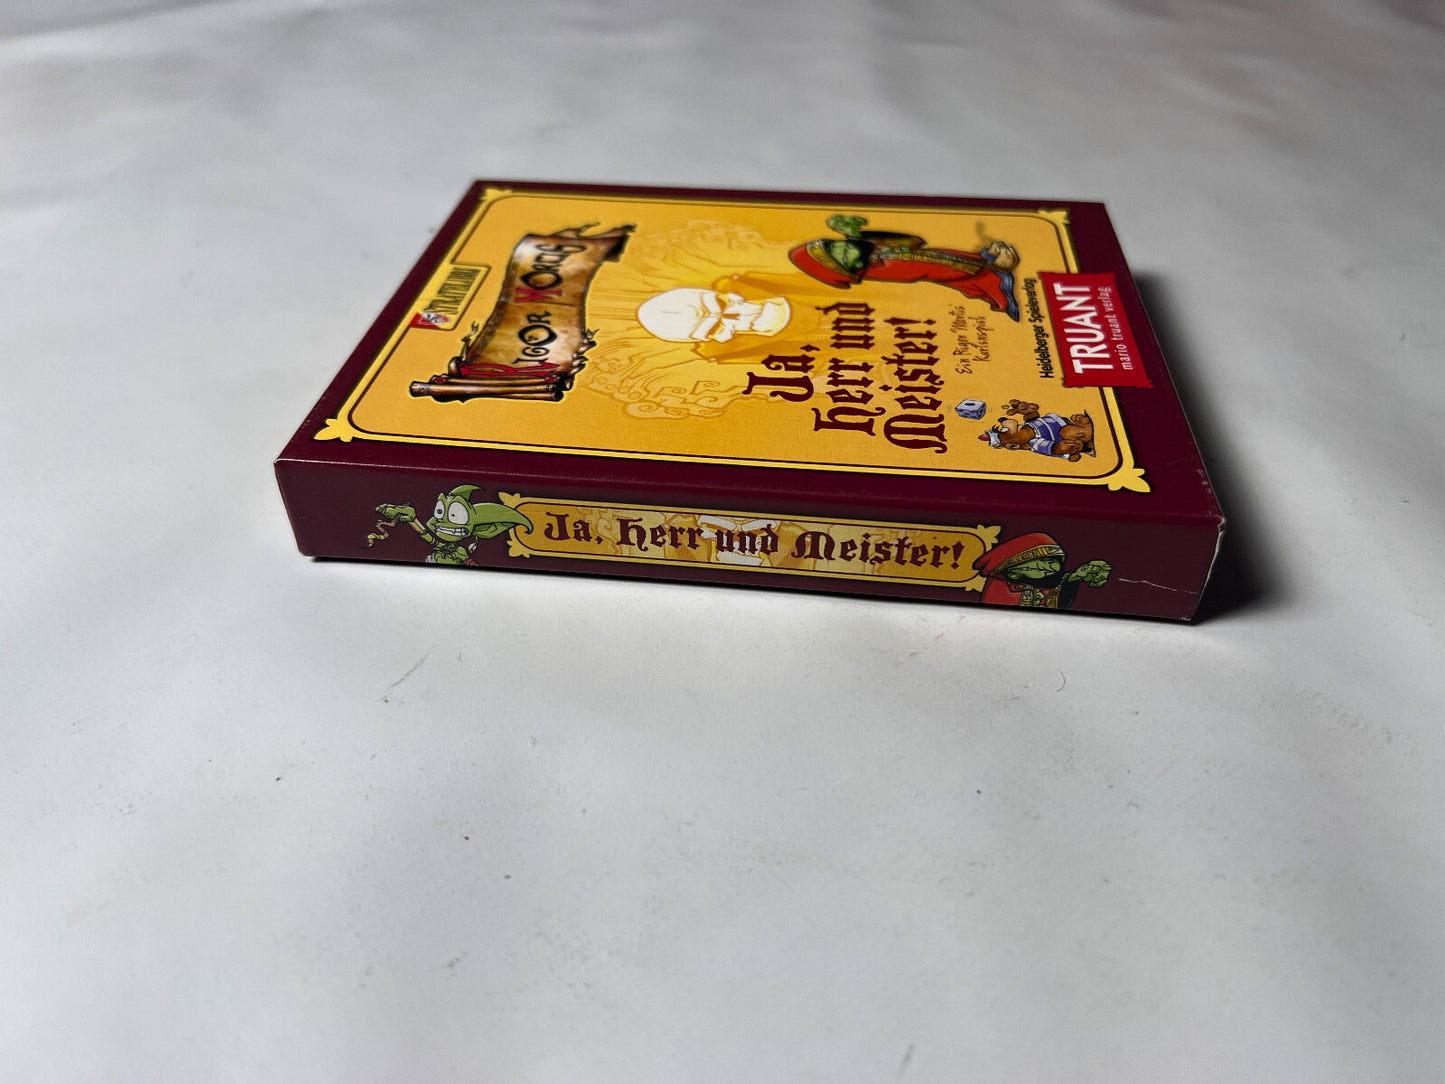 RIGOR MORTIS
Ja,
Herr und
Meister!
Ein Rigor Mortis
Kartenspiel
Heidelberger Spieleverlag
TRUANT
mario truant verlag
Ja, Herr und Meister!